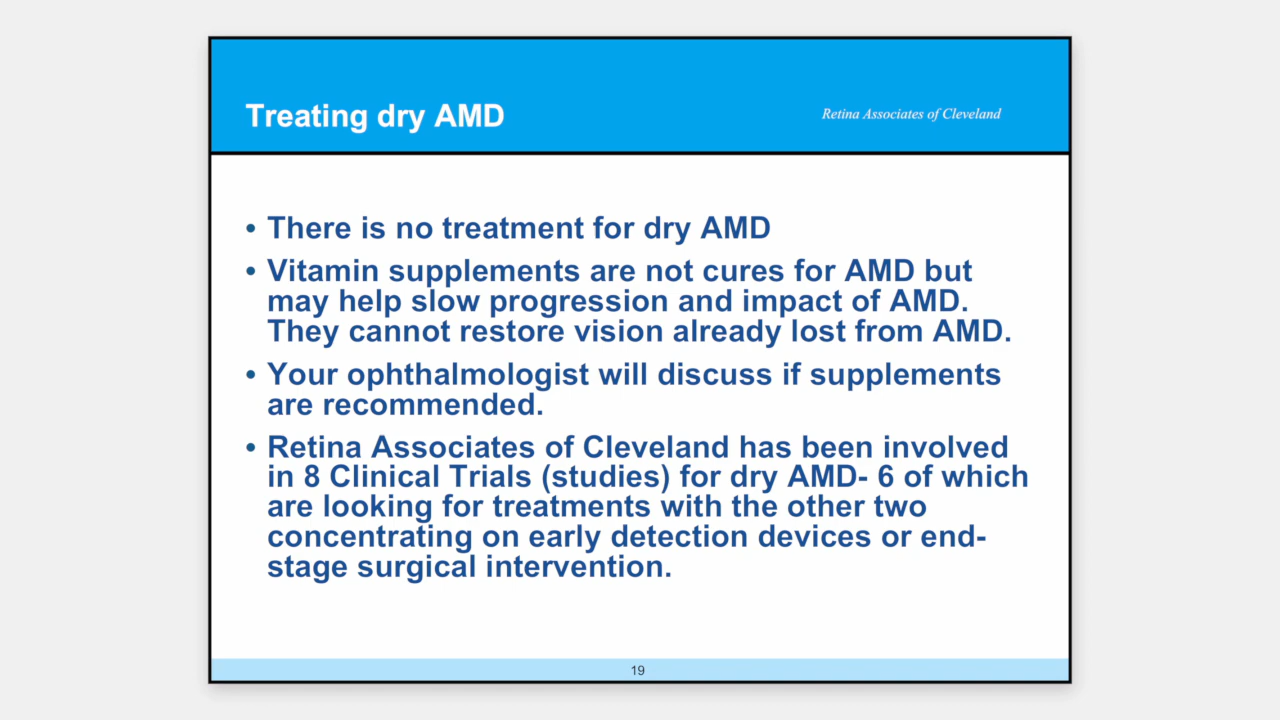 Treating dry AMD
Retina Associates of Cleveland
• There is no treatment for dry AMD
• Vitamin supplements are not cures for AMD but
may help slow progression and impact of AMD.
They cannot restore vision already lost from AMD.
• Your ophthalmologist will discuss if supplements
are recommended.
• Retina Associates of Cleveland has been involved
in 8 Clinical Trials (studies) for dry AMD- 6 of which
are looking for treatments with the other two
concentrating on early detection devices or end-
stage surgical intervention.
19